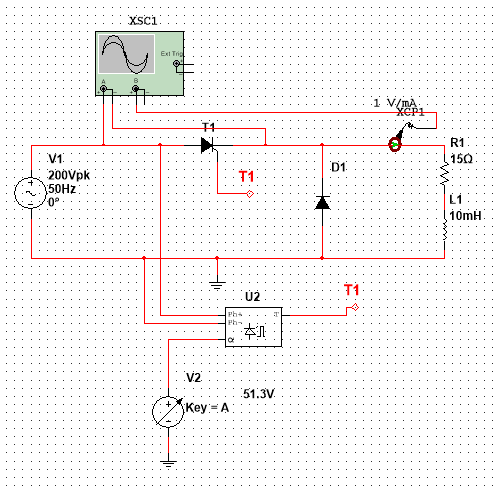 XSC1
Ext Trig
A
B
1 V/mA
XCP1
T1
R1
15Ω
V1
200Vpk
50Hz
0°
T1
D1
L1
10mH
U2
T1
Ph+
T
Ph-
α
V2
51.3V
Key = A